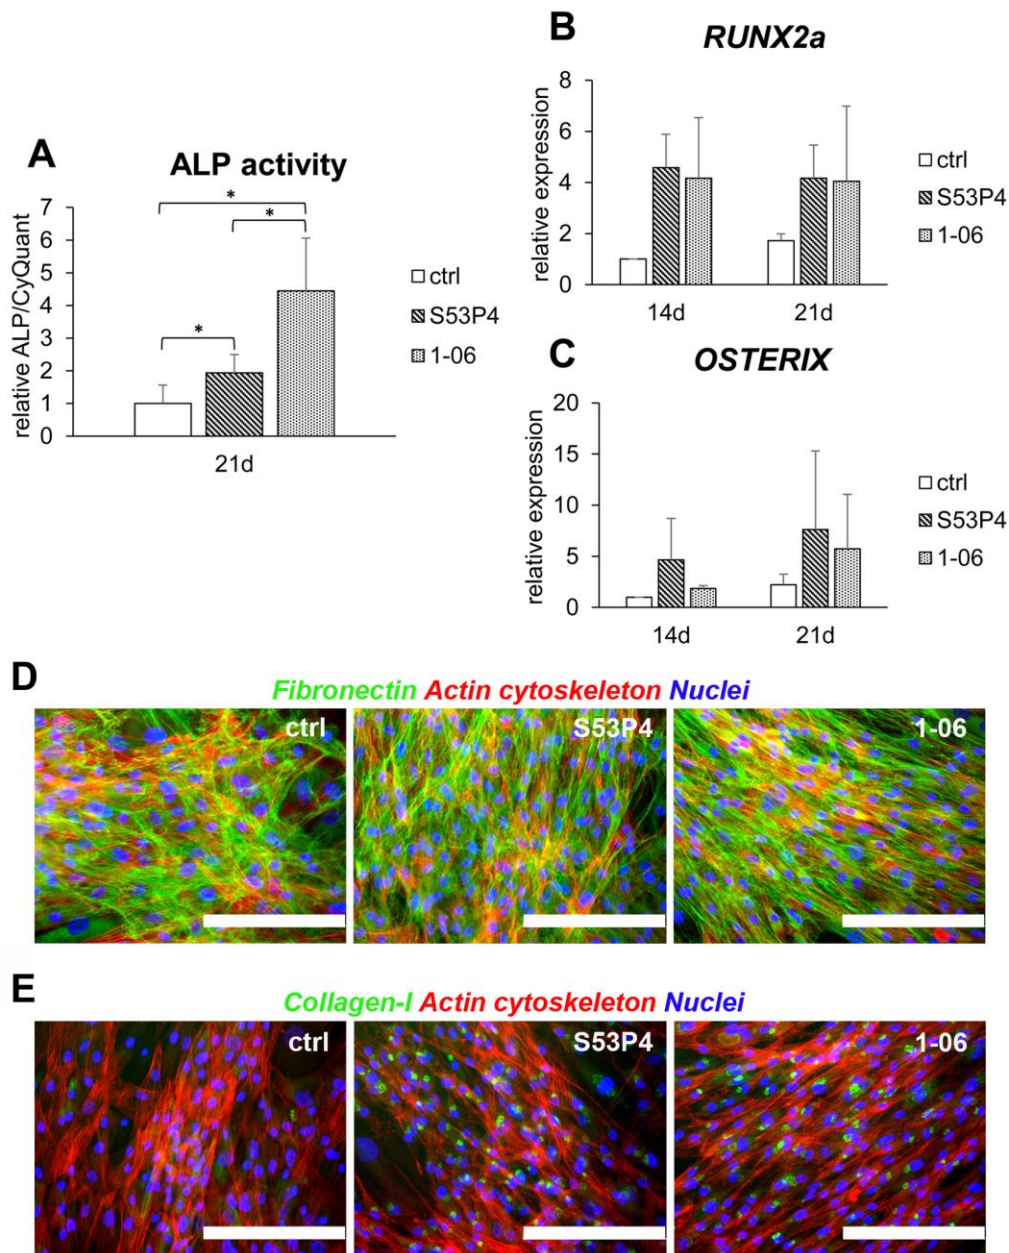 A
ALP activity
relative ALP/CyQuant
7
6
5
4
3
2
1
0
*
*
*
21d
ctrl
S53P4
1-06
B
RUNX2a
relative expression
8
6
4
2
0
14d
21d
ctrl
S53P4
1-06
C
OSTERIX
relative expression
20
15
10
5
0
14d
21d
ctrl
S53P4
1-06
D
Fibronectin Actin cytoskeleton Nuclei
ctrl
S53P4
1-06
E
Collagen-I Actin cytoskeleton Nuclei
ctrl
S53P4
1-06